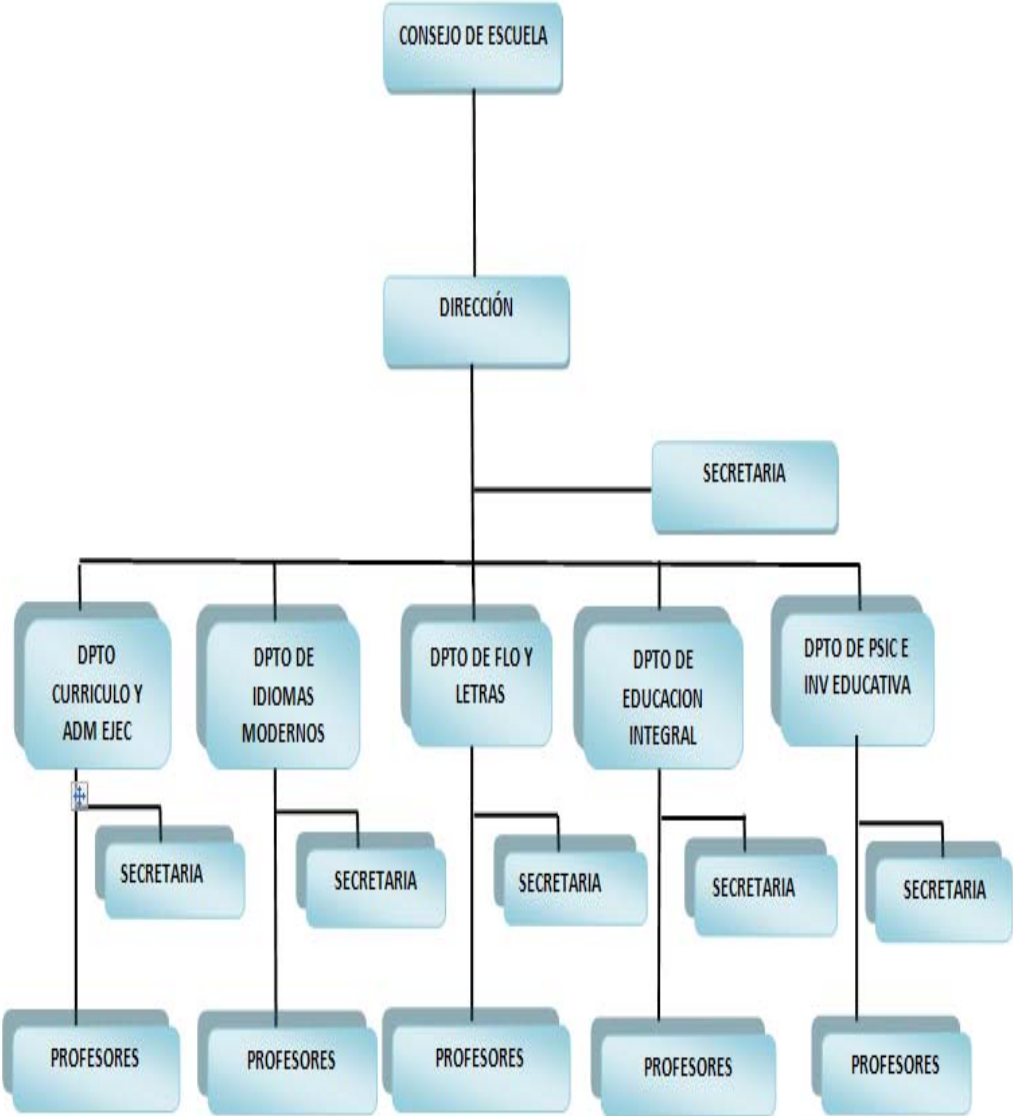 CONSEJO DE ESCUELA
DIRECCIÓN
SECRETARIA
DPTO
CURRICULO Y
ADM EJEC
DPTO DE
IDIOMAS
MODERNOS
DPTO DE FLO Y
LETRAS
DPTO DE
EDUCACION
INTEGRAL
DPTO DE PSIC E
INV EDUCATIVA
SECRETARIA
SECRETARIA
SECRETARIA
SECRETARIA
SECRETARIA
PROFESORES
PROFESORES
PROFESORES
PROFESORES
PROFESORES